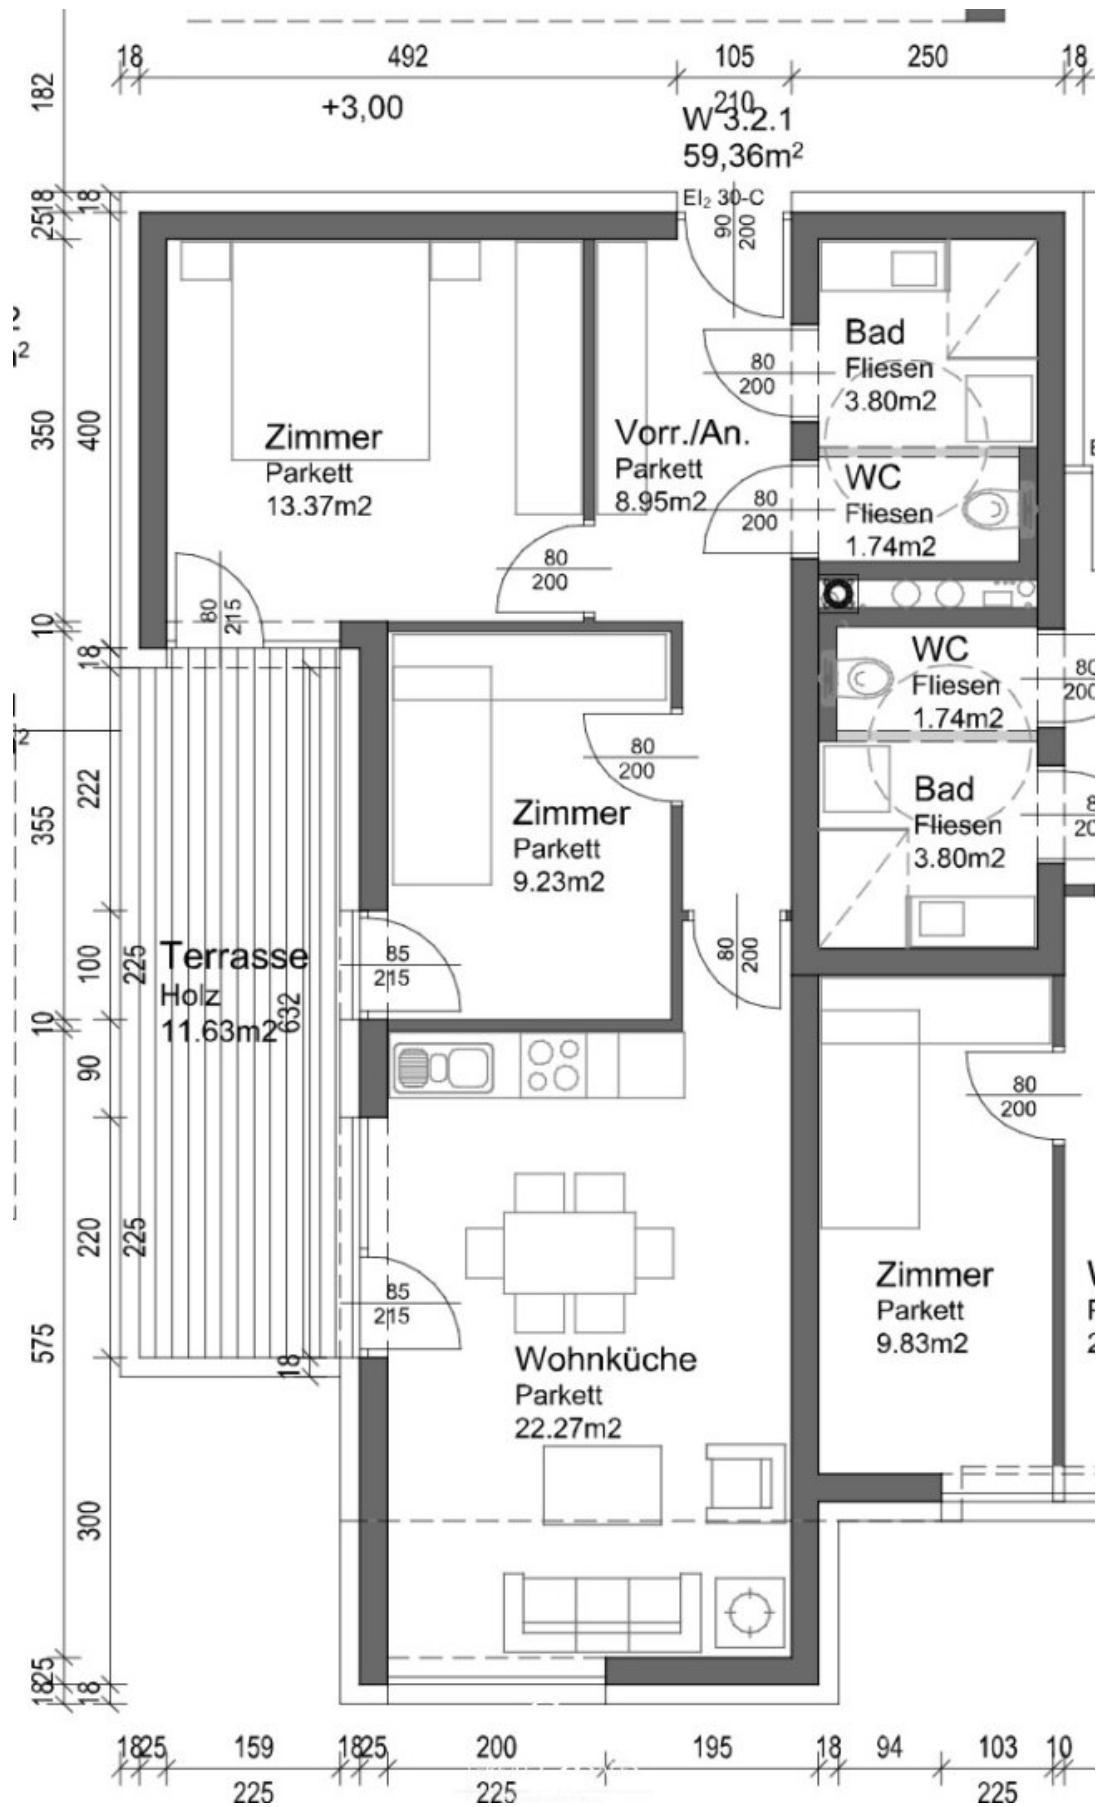 18 492 105 250 18
210
+3,00
W 3.2.1
59,36m²
EI₂ 30-C
90
200
182
18
25
18
350
400
10
18
222
355
100
225
10
90
220
225
575
18
300
25
18
18
632
Zimmer
Parkett
13.37m2
Vorr./An.
Parkett
8.95m2
Bad
Fliesen
3.80m2
80
200
WC
Fliesen
1.74m2
80
200
80
200
80
215
WC
Fliesen
1.74m2
80
200
80
200
Zimmer
Parkett
9.23m2
Bad
Fliesen
3.80m2
80
200
Terrasse
Holz
11.63m2
85
215
80
200
85
215
Wohnküche
Parkett
22.27m2
Zimmer
Parkett
9.83m2
18 25 159 18 25 200 195 18 94 103 10
225 225 225